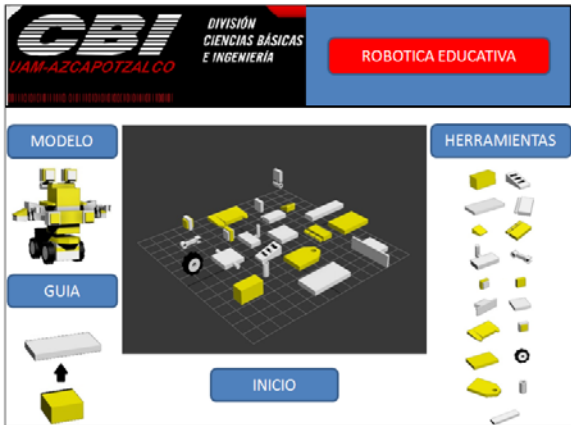 CBI
UAM-AZCAPOTZALCO
DIVISIÓN
CIENCIAS BÁSICAS
E INGENIERÍA
ROBOTICA EDUCATIVA
MODELO
HERRAMIENTAS
GUIA
INICIO